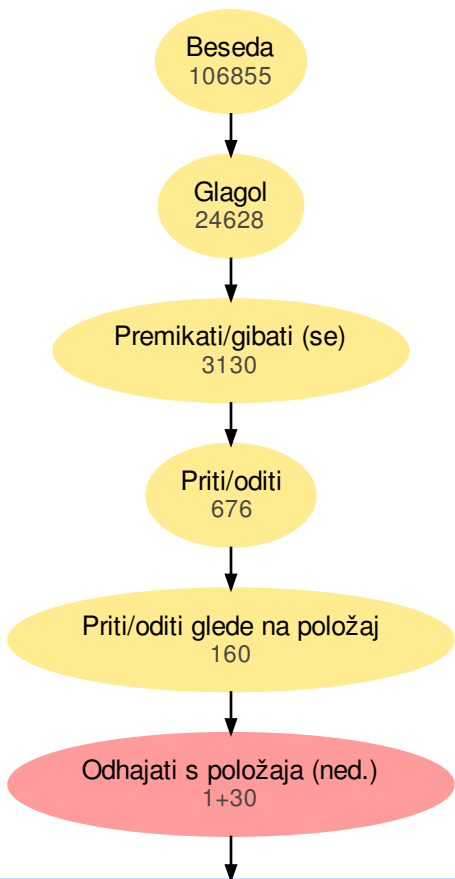 Beseda
106855
Glagol
24628
Premikati/gibati (se)
3130
Priti/oditi
676
Priti/oditi glede na položaj
160
Odhajati s položaja (ned.)
1+30